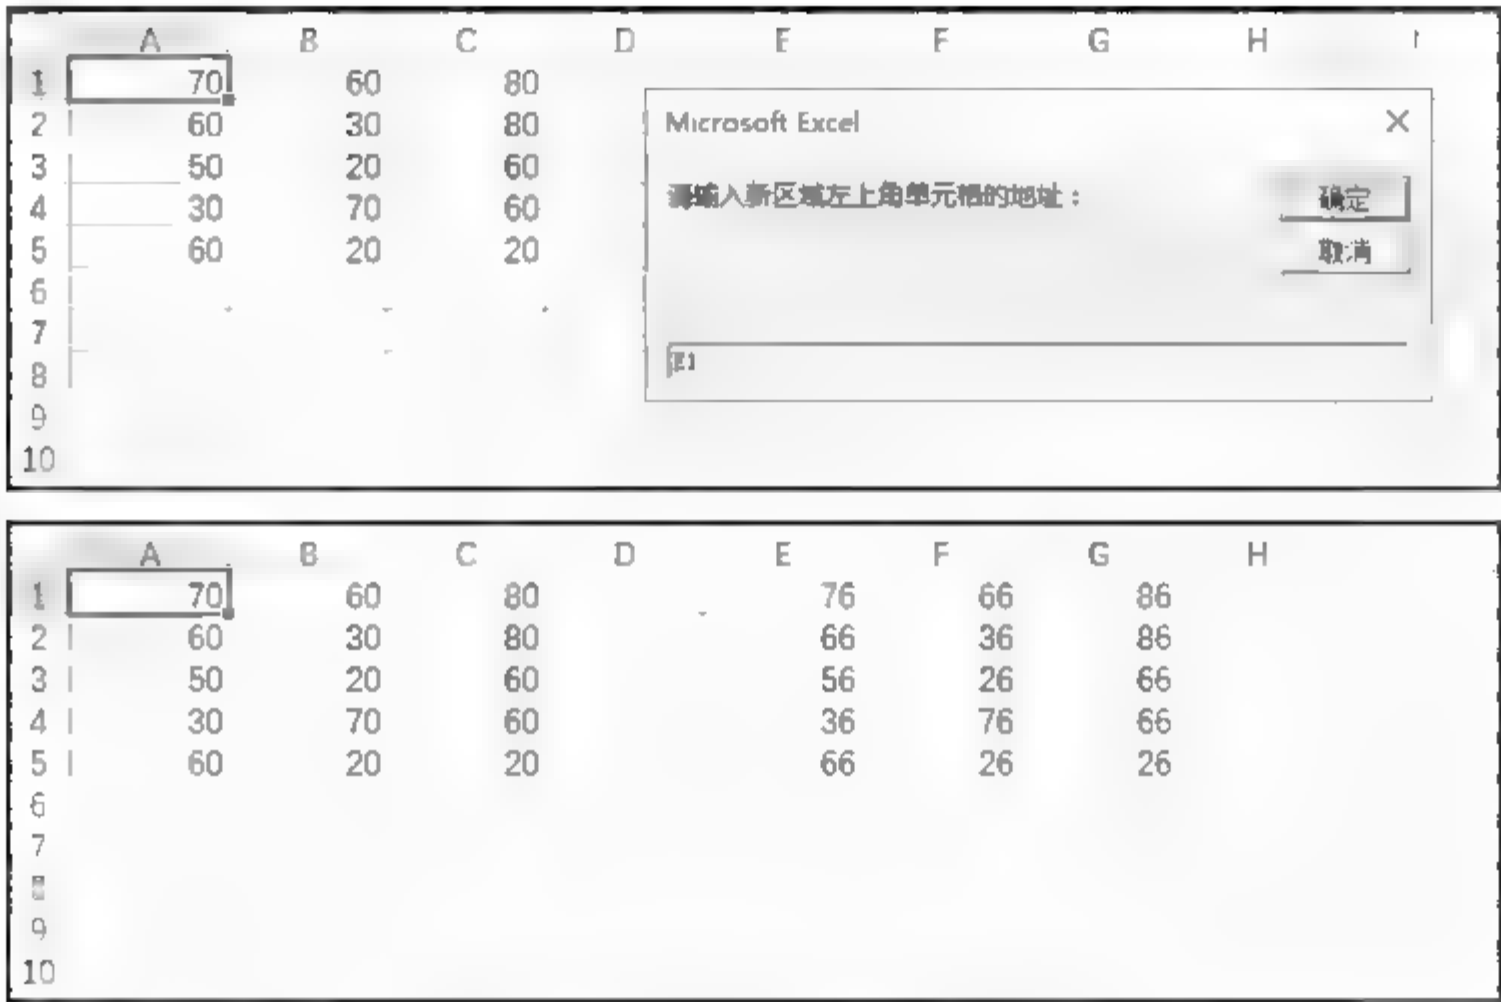 A B C D E F G H
1 70 60 80
2 60 30 80
Microsoft Excel
3 50 20 60
请输入新区域左上角单元格的地址：
确定
4 30 70 60
5 60 20 20
取消
6
7
8
E1
9
10
A B C D E F G H
1 70 60 80 76 66 86
2 60 30 80 66 36 86
3 50 20 60 56 26 66
4 30 70 60 36 76 66
5 60 20 20 66 26 26
6
7
8
9
10